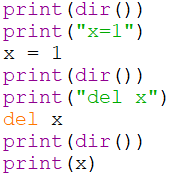 print(dir())
print("x=1")
x = 1
print(dir())
print("del x")
del x
print(dir())
print(x)